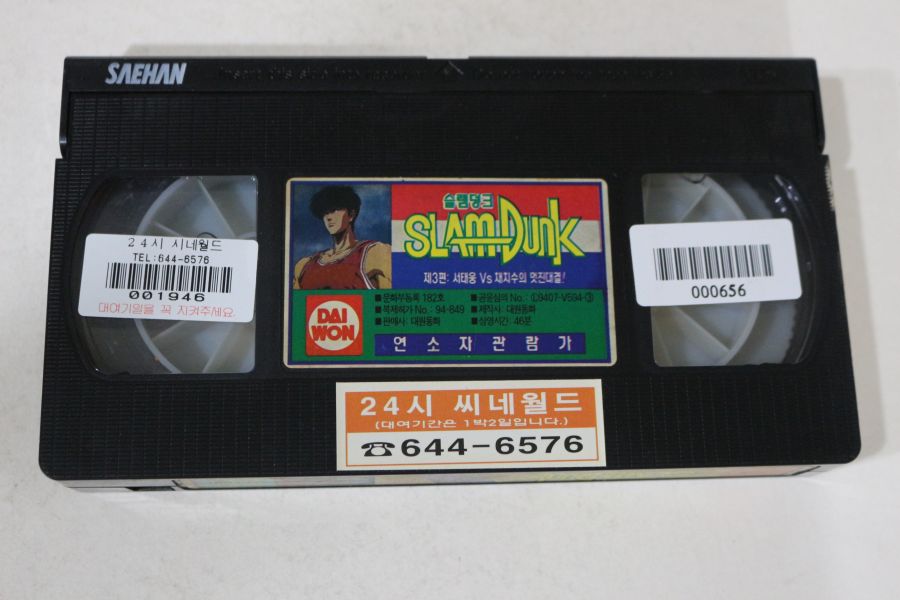 SAEHAN
24시 시네월드
TEL:644-6576
001946
대여기일을 꼭 지켜주세요.
슬램덩크
SLAM DUNK
제3편: 서태웅 Vs 채치수의 멋진대결!
DAI WON
■문화부등록 182호 ■공윤심의 No.: ①9407-V594-③
■복제허가 No.: 94-849 ■제작사: 대원동화
■판매사: 대원동화 ■상영시간: 46분
연소자관람가
000656
24시 씨네월드
(대여기간은 1박2일입니다.)
☎644-6576